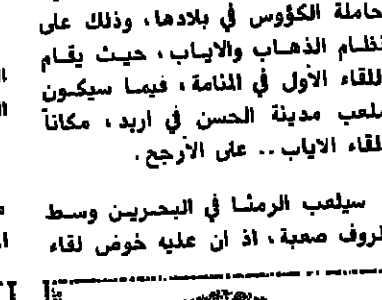 حاملة الكؤوس في بلادها، وذلك على
نظام الذهاب والاياب، حيث يقام
للقاء الأول في المنامة، فيما سيكون
ملعب مدينة الحسن في اربد، مكاناً
للقاء الاياب .. على الأرجح .
سيلعب الرمثا في البحرين وسط
ظروف صعبة، اذ ان عليه خوض لقاء